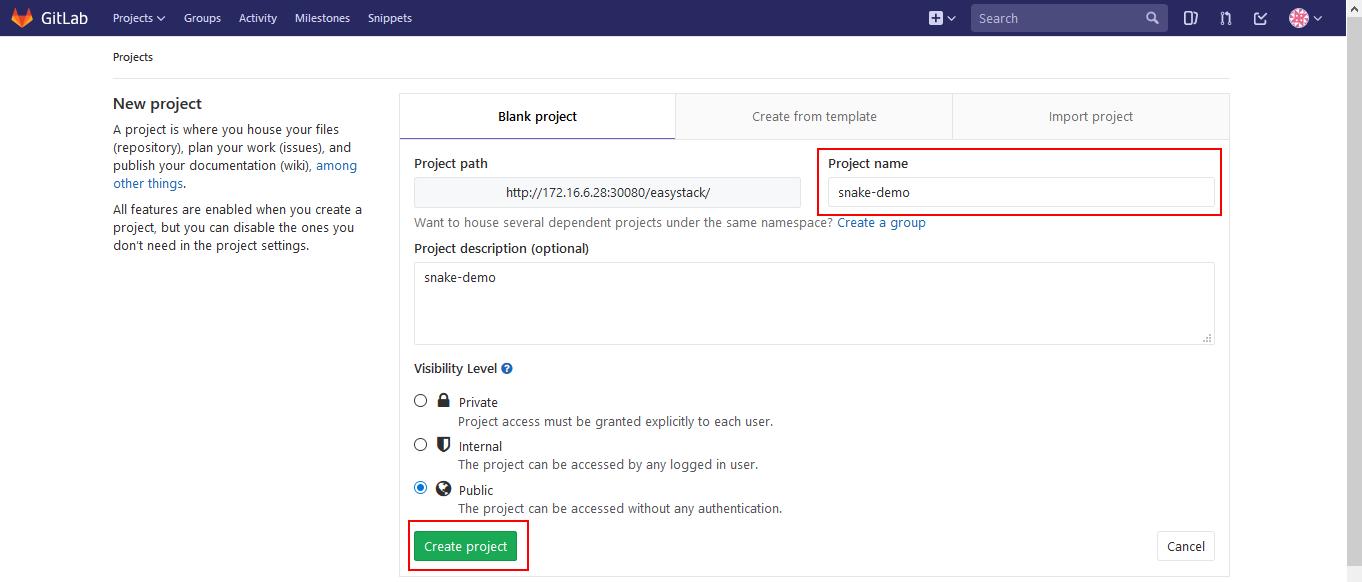 GitLab Projects Groups Activity Milestones Snippets Search
Projects
New project
A project is where you house your files
(repository), plan your work (issues), and
publish your documentation (wiki), among
other things.
All features are enabled when you create a
project, but you can disable the ones you
don't need in the project settings.
Blank project Create from template Import project
Project path Project name
http://172.16.6.28:30080/easystack/ snake-demo
Want to house several dependent projects under the same namespace? Create a group
Project description (optional)
snake-demo
Visibility Level ?
Private
Project access must be granted explicitly to each user.
Internal
The project can be accessed by any logged in user.
Public
The project can be accessed without any authentication.
Create project Cancel